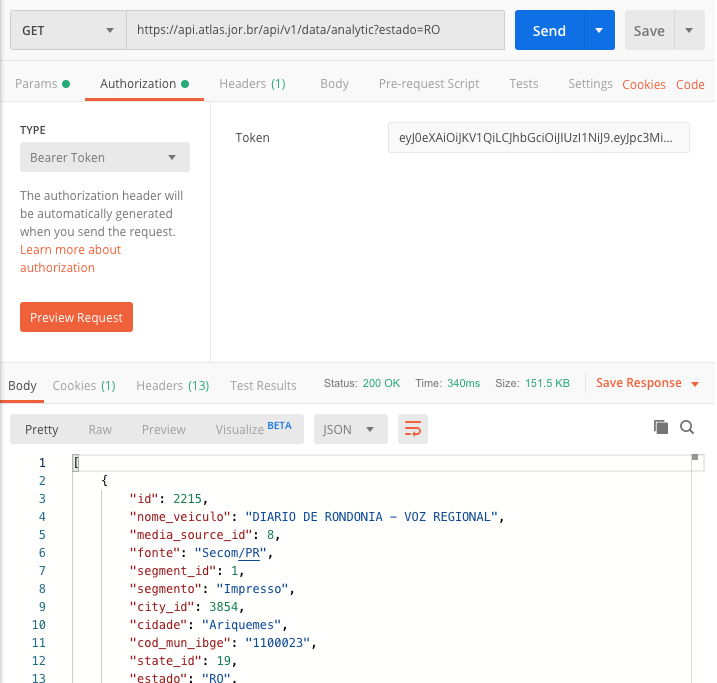 GET https://api.atlas.jor.br/api/v1/data/analytic?estado=RO Send Save
Params Authorization Headers (1) Body Pre-request Script Tests Settings Cookies Code
TYPE
Bearer Token
The authorization header will
be automatically generated
when you send the request.
Learn more about
authorization
Preview Request
Token eyJ0eXAiOiJKV1QiLCJhbGciOiJIUzI1NiJ9.eyJpc3Mi...
Body Cookies (1) Headers (13) Test Results Status: 200 OK Time: 340ms Size: 151.5 KB Save Response
Pretty Raw Preview Visualize BETA JSON
1 [
2 {
3 "id": 2215,
4 "nome_veiculo": "DIARIO DE RONDONIA – VOZ REGIONAL",
5 "media_source_id": 8,
6 "fonte": "Secom/PR",
7 "segment_id": 1,
8 "segmento": "Impresso",
9 "city_id": 3854,
10 "cidade": "Ariquemes",
11 "cod_mun_ibge": "1100023",
12 "state_id": 19,
13 "estado": "RO",